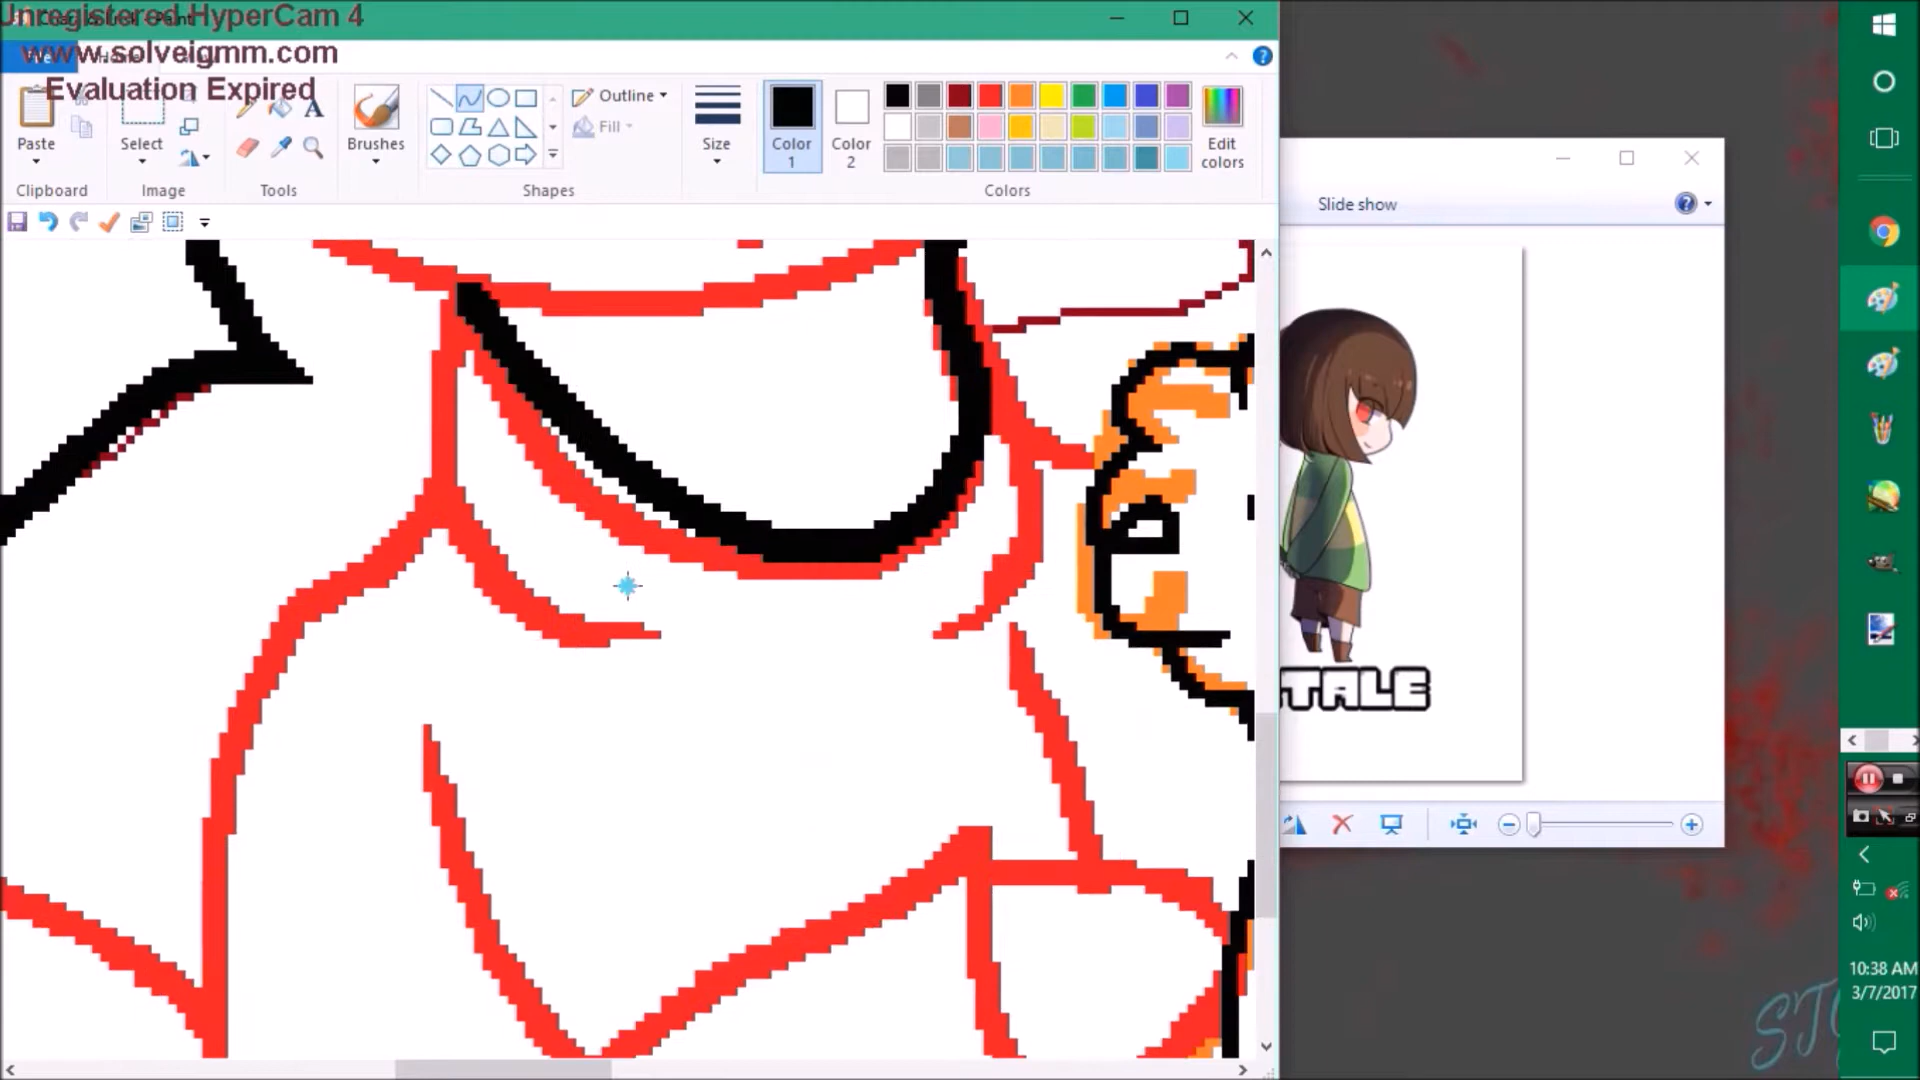 Unregistered HyperCam 4
www.solveigmm.com
Evaluation Expired
Paste
Select
Brushes
Outline
Fill
Size
Color 1
Color 2
Edit colors
Clipboard
Image
Tools
Shapes
Colors
Slide show
TALE
10:38 AM
3/7/2017